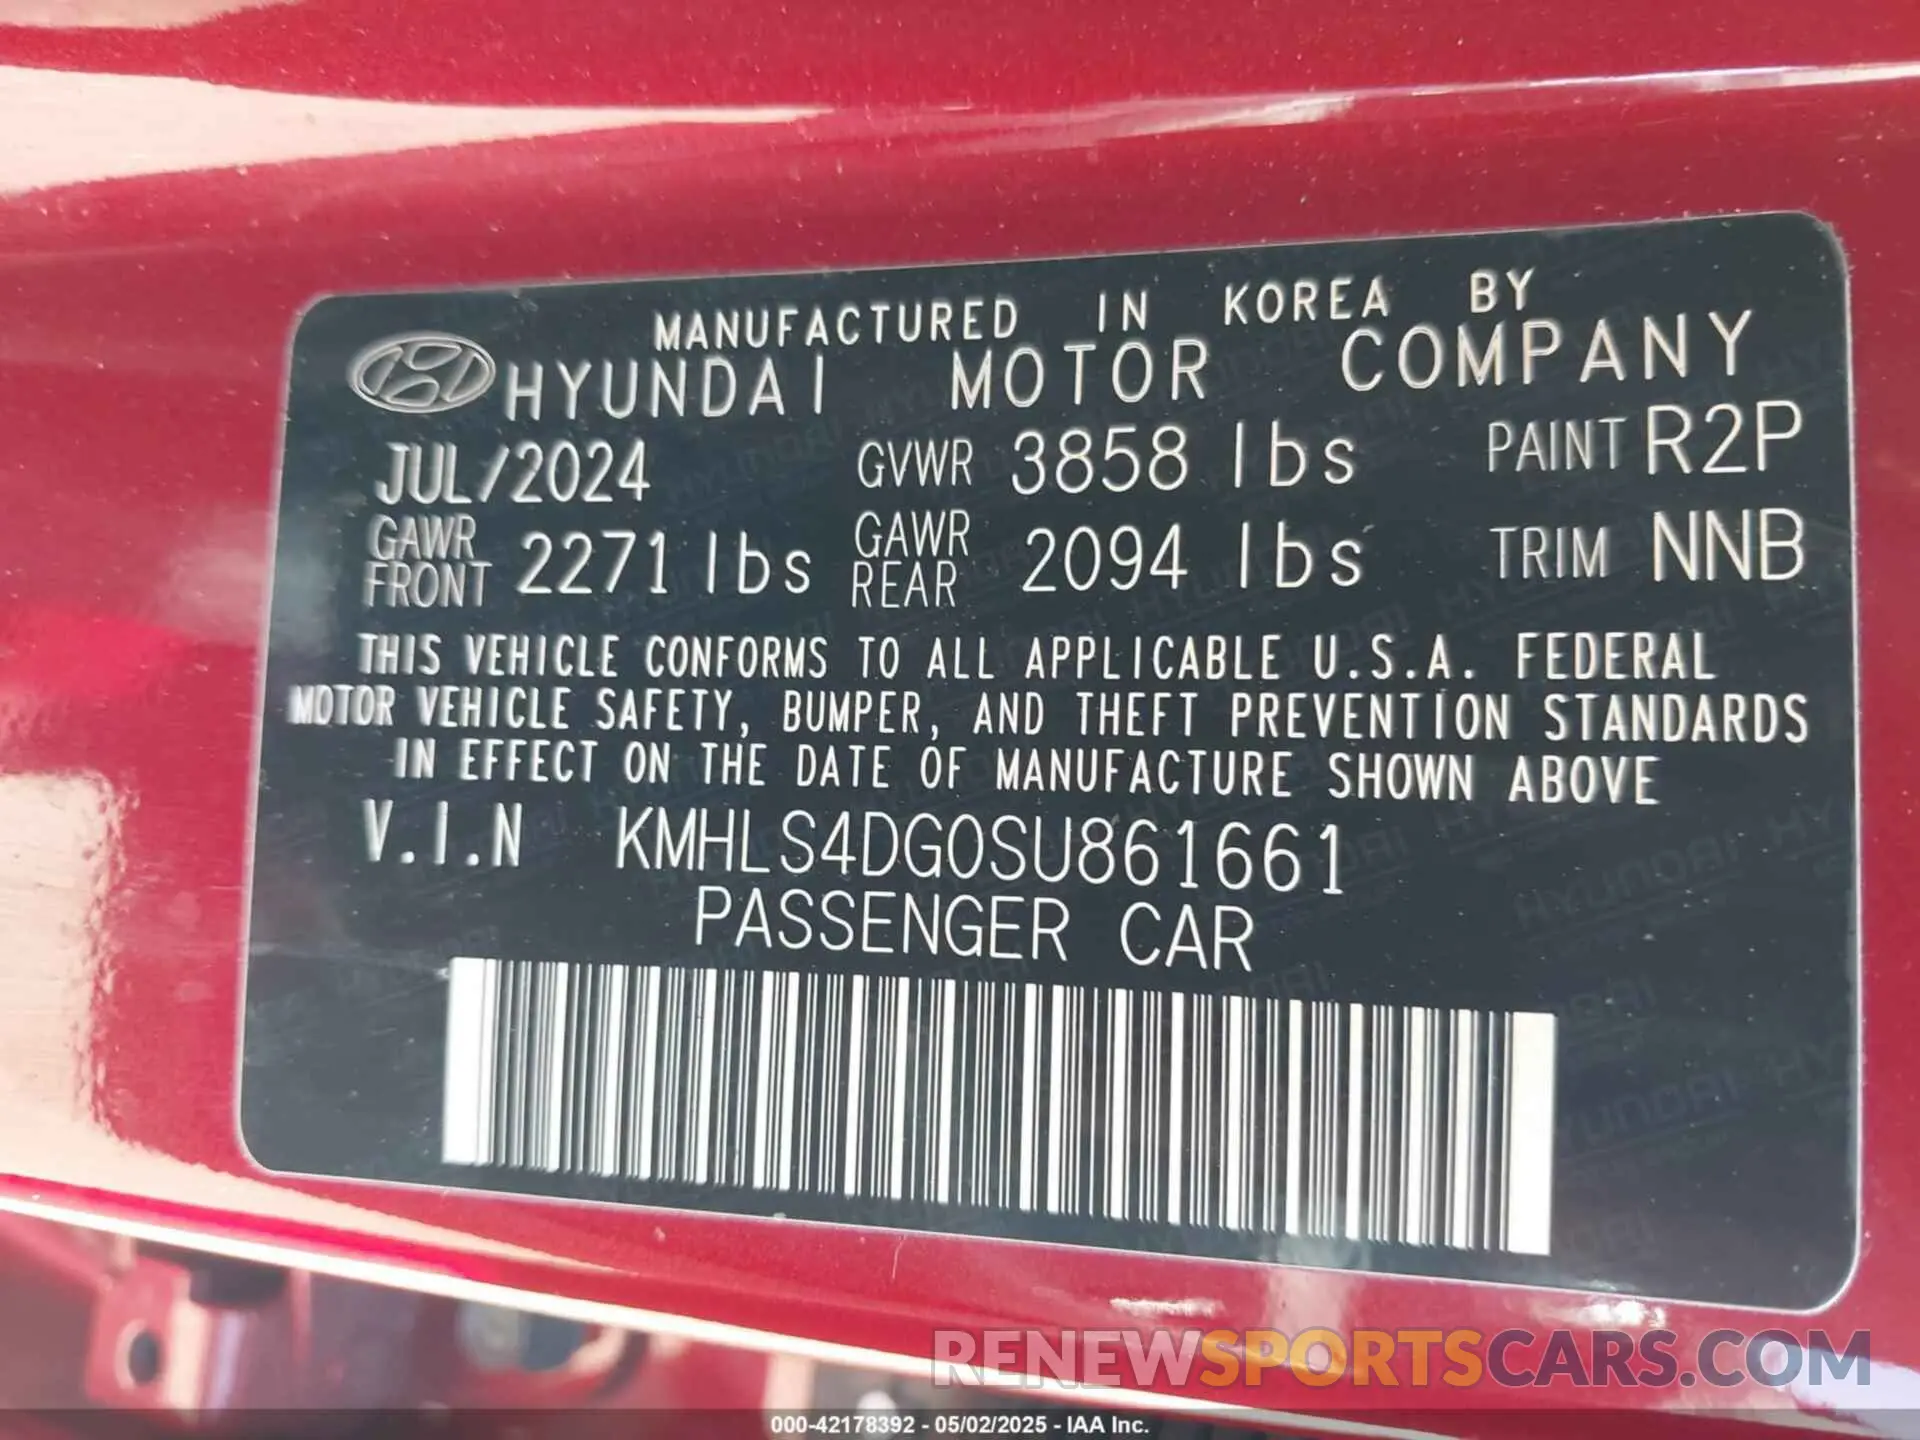 MANUFACTURED IN KOREA BY
HYUNDAI MOTOR COMPANY
JUL/2024 GVWR 3858 lbs PAINT R2P
GAWR FRONT 2271 lbs GAWR REAR 2094 lbs TRIM NNB
THIS VEHICLE CONFORMS TO ALL APPLICABLE U.S.A. FEDERAL
MOTOR VEHICLE SAFETY, BUMPER, AND THEFT PREVENTION STANDARDS
IN EFFECT ON THE DATE OF MANUFACTURE SHOWN ABOVE
V.I.N KMHLS4DG0SU861661
PASSENGER CAR
RENEWSPORTSCARS.COM
000-42178392 - 05/02/2025 - IAA Inc.